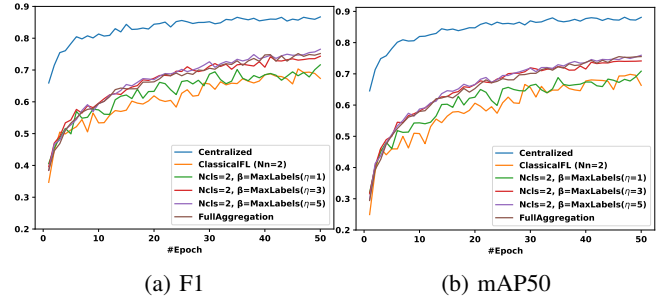 0.9
0.8
0.7
0.6
0.5
0.4
0.3
0.2
0 10 20 30 40 50
#Epoch
Centralized
ClassicalFL (Nn=2)
Ncls=2, β=MaxLabels(η=1)
Ncls=2, β=MaxLabels(η=3)
Ncls=2, β=MaxLabels(η=5)
FullAggregation
(a) F1
0.9
0.8
0.7
0.6
0.5
0.4
0.3
0.2
0 10 20 30 40 50
#Epoch
Centralized
ClassicalFL (Nn=2)
Ncls=2, β=MaxLabels(η=1)
Ncls=2, β=MaxLabels(η=3)
Ncls=2, β=MaxLabels(η=5)
FullAggregation
(b) mAP50